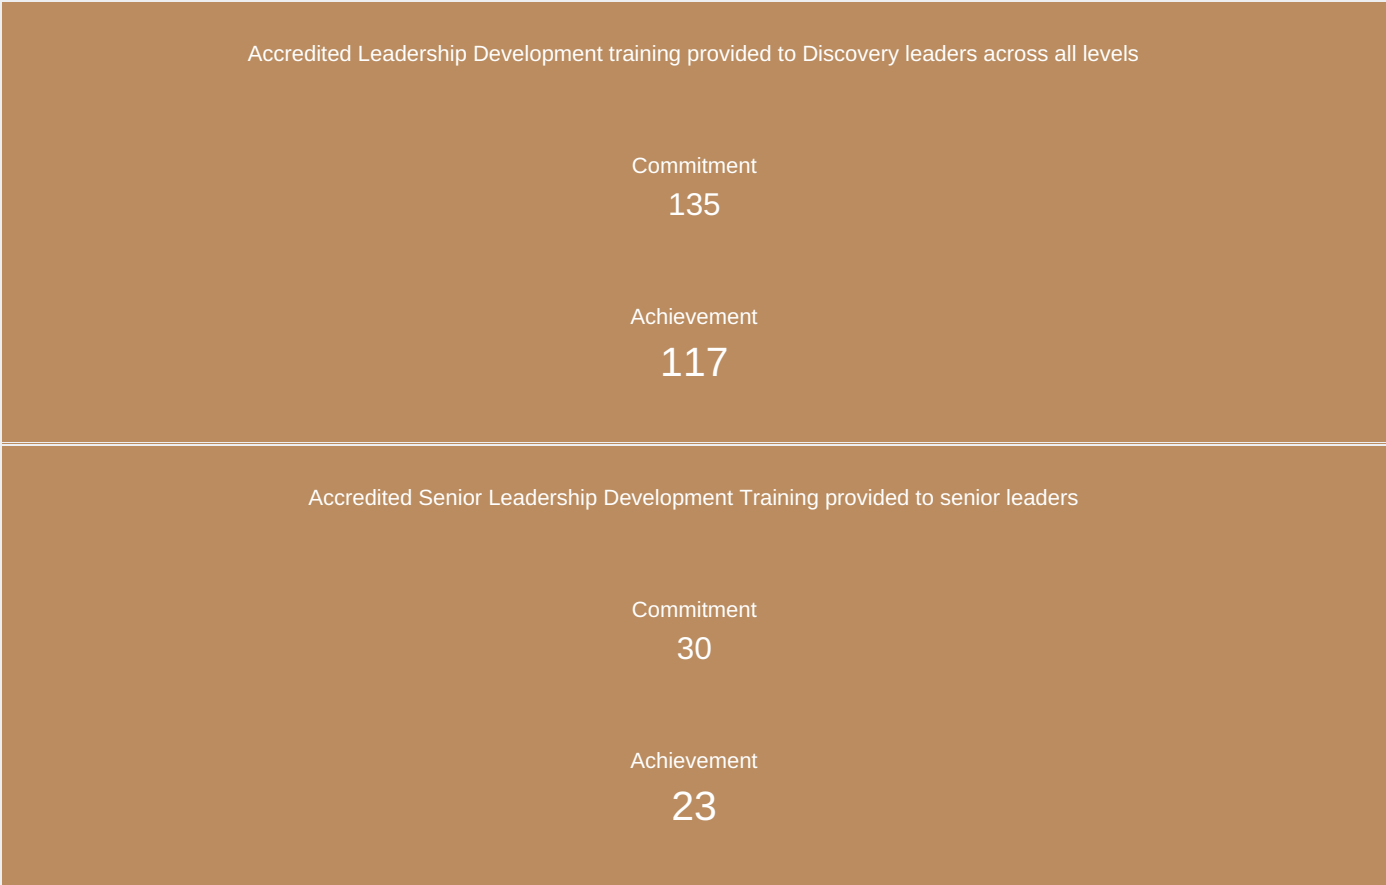 Accredited Leadership Development training provided to Discovery leaders across all levels
Commitment
135
Achievement
117
Accredited Senior Leadership Development Training provided to senior leaders
Commitment
30
Achievement
23